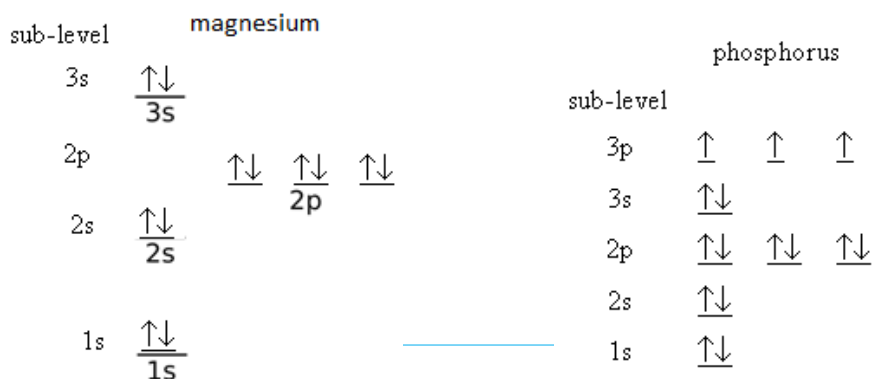 magnesium
sub-level
3s ↑↓
3s
2p ↑↓ ↑↓ ↑↓
2p
2s ↑↓
2s
1s ↑↓
1s
phosphorus
sub-level
3p ↑ ↑ ↑
3s ↑↓
2p ↑↓ ↑↓ ↑↓
2s ↑↓
1s ↑↓